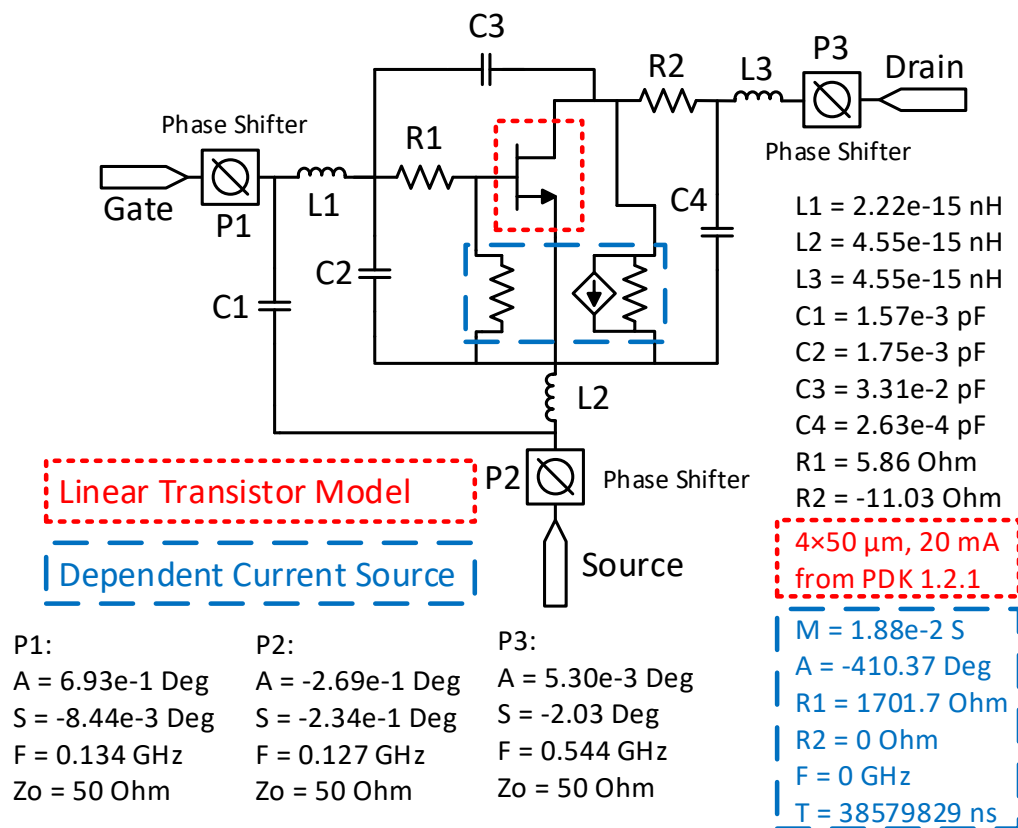 C3
P3
R2
L3
Drain
Phase Shifter
R1
Phase Shifter
Gate
P1
L1
C4
L1 = 2.22e-15 nH
L2 = 4.55e-15 nH
L3 = 4.55e-15 nH
C1 = 1.57e-3 pF
C2 = 1.75e-3 pF
C3 = 3.31e-2 pF
C4 = 2.63e-4 pF
R1 = 5.86 Ohm
R2 = -11.03 Ohm
C2
C1
L2
P2
Phase Shifter
Linear Transistor Model
Dependent Current Source
Source
4×50 μm, 20 mA
from PDK 1.2.1
M = 1.88e-2 S
A = -410.37 Deg
R1 = 1701.7 Ohm
R2 = 0 Ohm
F = 0 GHz
T = 38579829 ns
P1:
A = 6.93e-1 Deg
S = -8.44e-3 Deg
F = 0.134 GHz
Zo = 50 Ohm
P2:
A = -2.69e-1 Deg
S = -2.34e-1 Deg
F = 0.127 GHz
Zo = 50 Ohm
P3:
A = 5.30e-3 Deg
S = -2.03 Deg
F = 0.544 GHz
Zo = 50 Ohm